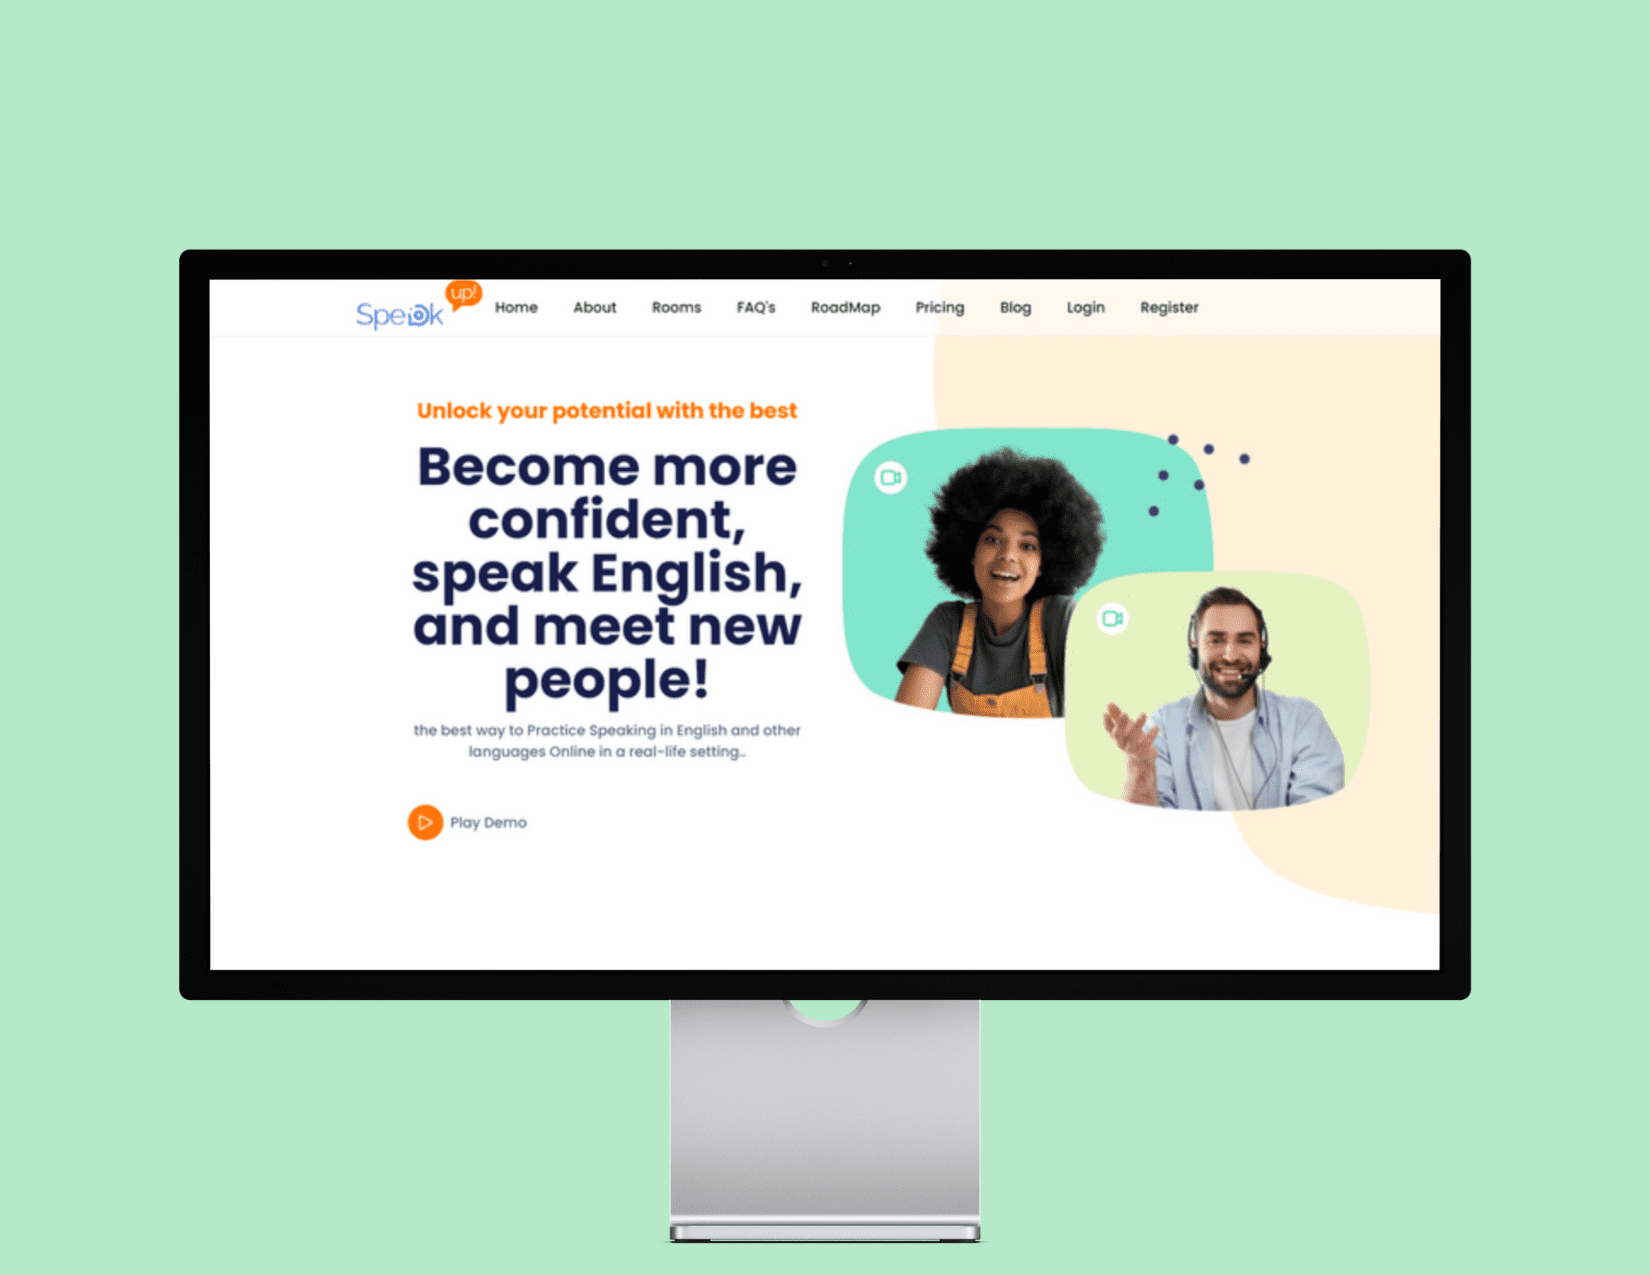 Speak up! Home About Rooms FAQ's RoadMap Pricing Blog Login Register
Unlock your potential with the best
Become more
confident,
speak English,
and meet new
people!
the best way to Practice Speaking in English and other
languages Online in a real-life setting..
Play Demo